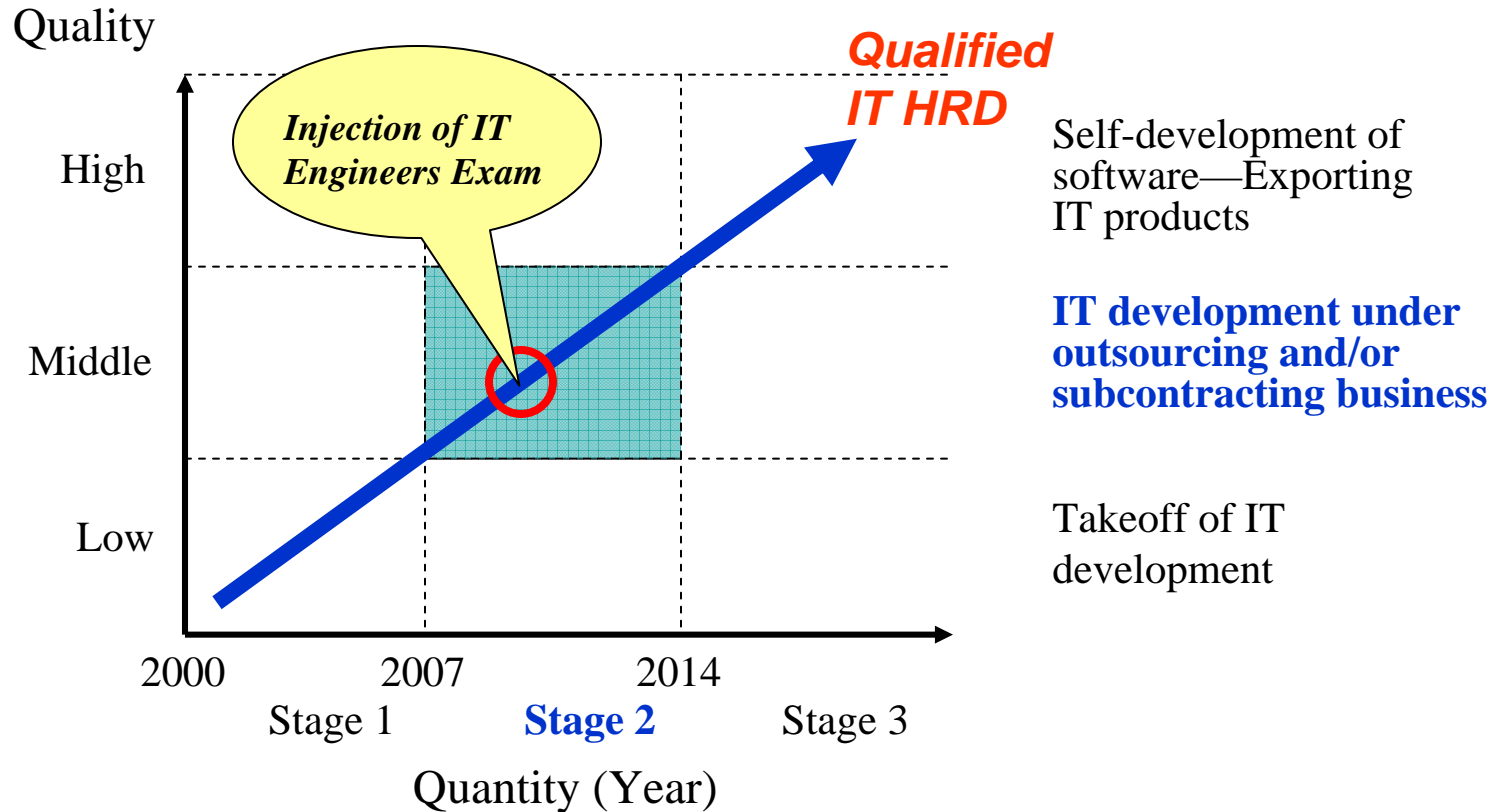 Quality
Qualified
IT HRD
Injection of IT
Engineers Exam
High
Self-development of
software—Exporting
IT products
Middle
IT development under
outsourcing and/or
subcontracting business
Low
Takeoff of IT
development
2000
2007
2014
Stage 1
Stage 2
Stage 3
Quantity (Year)